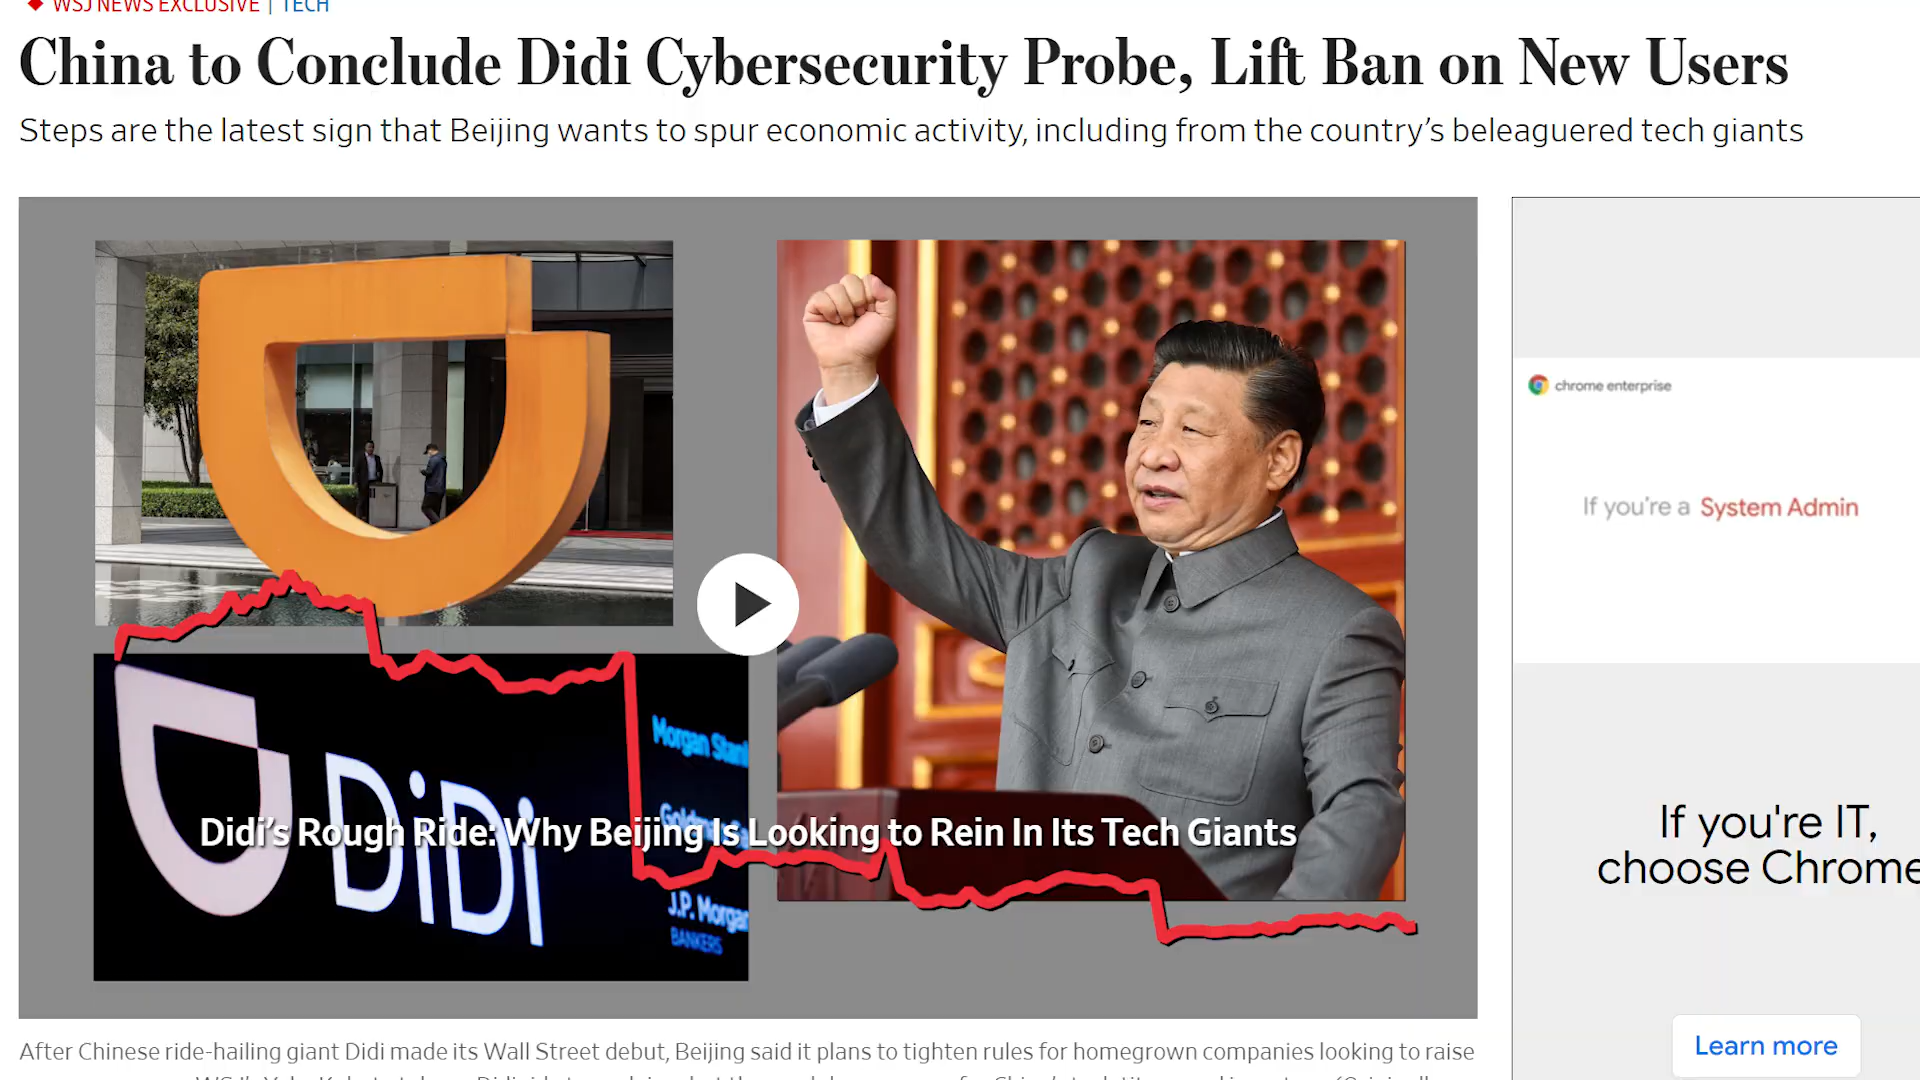 WSJ NEWS EXCLUSIVE | TECH
China to Conclude Didi Cybersecurity Probe, Lift Ban on New Users
Steps are the latest sign that Beijing wants to spur economic activity, including from the country's beleaguered tech giants
Morgan
DiDi
J.P. Morgan
BANKERS
Didi's Rough Ride: Why Beijing Is Looking to Rein In Its Tech Giants
After Chinese ride-hailing giant Didi made its Wall Street debut, Beijing said it plans to tighten rules for homegrown companies looking to raise
chrome enterprise
If you're a System Admin
If you're IT,
choose Chrome
Learn more